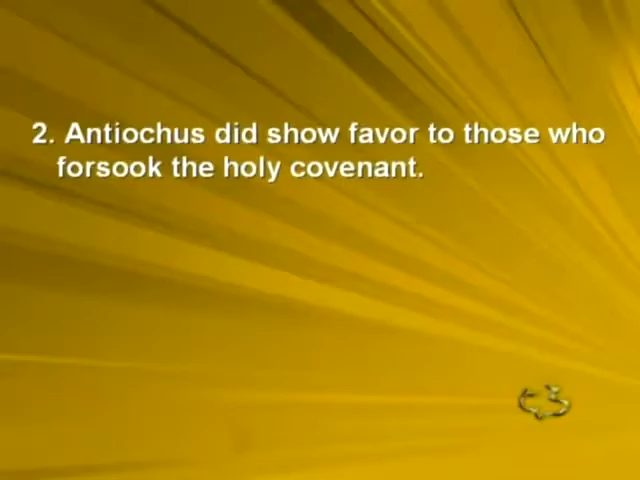 2. Antiochus did show favor to those who
forsook the holy covenant.